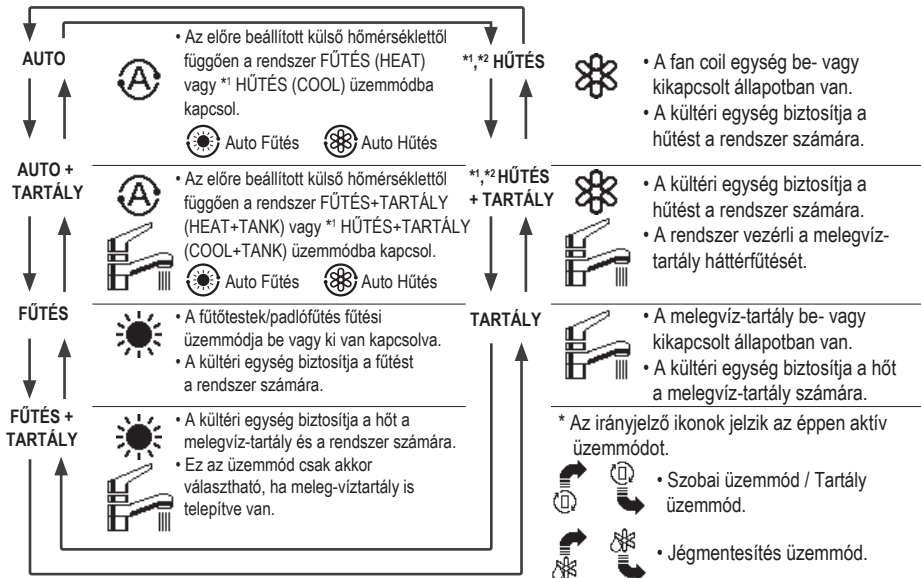 AUTO
• Az előre beállított külső hőmérséklettől
függően a rendszer FŰTÉS (HEAT)
vagy *1 HŰTÉS (COOL) üzemmódba
kapcsol.
Auto Fűtés Auto Hűtés
AUTO +
TARTÁLY
• Az előre beállított külső hőmérséklettől
függően a rendszer FŰTÉS+TARTÁLY
(HEAT+TANK) vagy *1 HŰTÉS+TARTÁLY
(COOL+TANK) üzemmódba kapcsol.
Auto Fűtés Auto Hűtés
FŰTÉS
• A fűtőtestek/padlófűtés fűtési
üzemmódja be vagy ki van kapcsolva.
• A kültéri egység biztosítja a fűtést
a rendszer számára.
FŰTÉS +
TARTÁLY
• A kültéri egység biztosítja a hőt a
melegvíz-tartály és a rendszer számára.
• Ez az üzemmód csak akkor
választható, ha meleg-víztartály is
telepítve van.
*1,*2 HŰTÉS
• A fan coil egység be- vagy
kikapcsolt állapotban van.
• A kültéri egység biztosítja a
hűtést a rendszer számára.
*1,*2 HŰTÉS
+ TARTÁLY
• A kültéri egység biztosítja a
hűtést a rendszer számára.
• A rendszer vezérli a melegvíz-
tartály háttérfűtését.
TARTÁLY
• A melegvíz-tartály be- vagy
kikapcsolt állapotban van.
• A kültéri egység biztosítja a hőt
a melegvíz-tartály számára.
* Az irányjelző ikonok jelzik az éppen aktív
üzemmódot.
• Szobai üzemmód / Tartály
üzemmód.
• Jégmentesítés üzemmód.